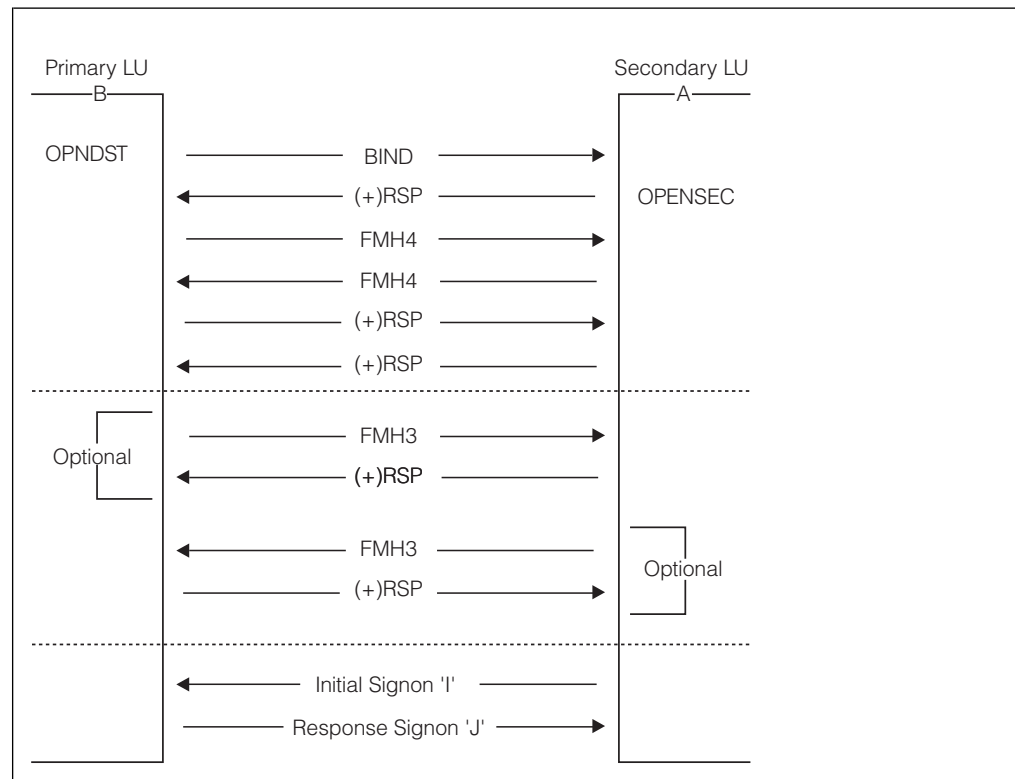 Primary LU
Secondary LU
B
A
OPNDST
BIND
(+)RSP
OPENSEC
FMH4
FMH4
(+)RSP
(+)RSP
FMH3
Optional
(+)RSP
FMH3
Optional
(+)RSP
Initial Signon 'I'
Response Signon 'J'